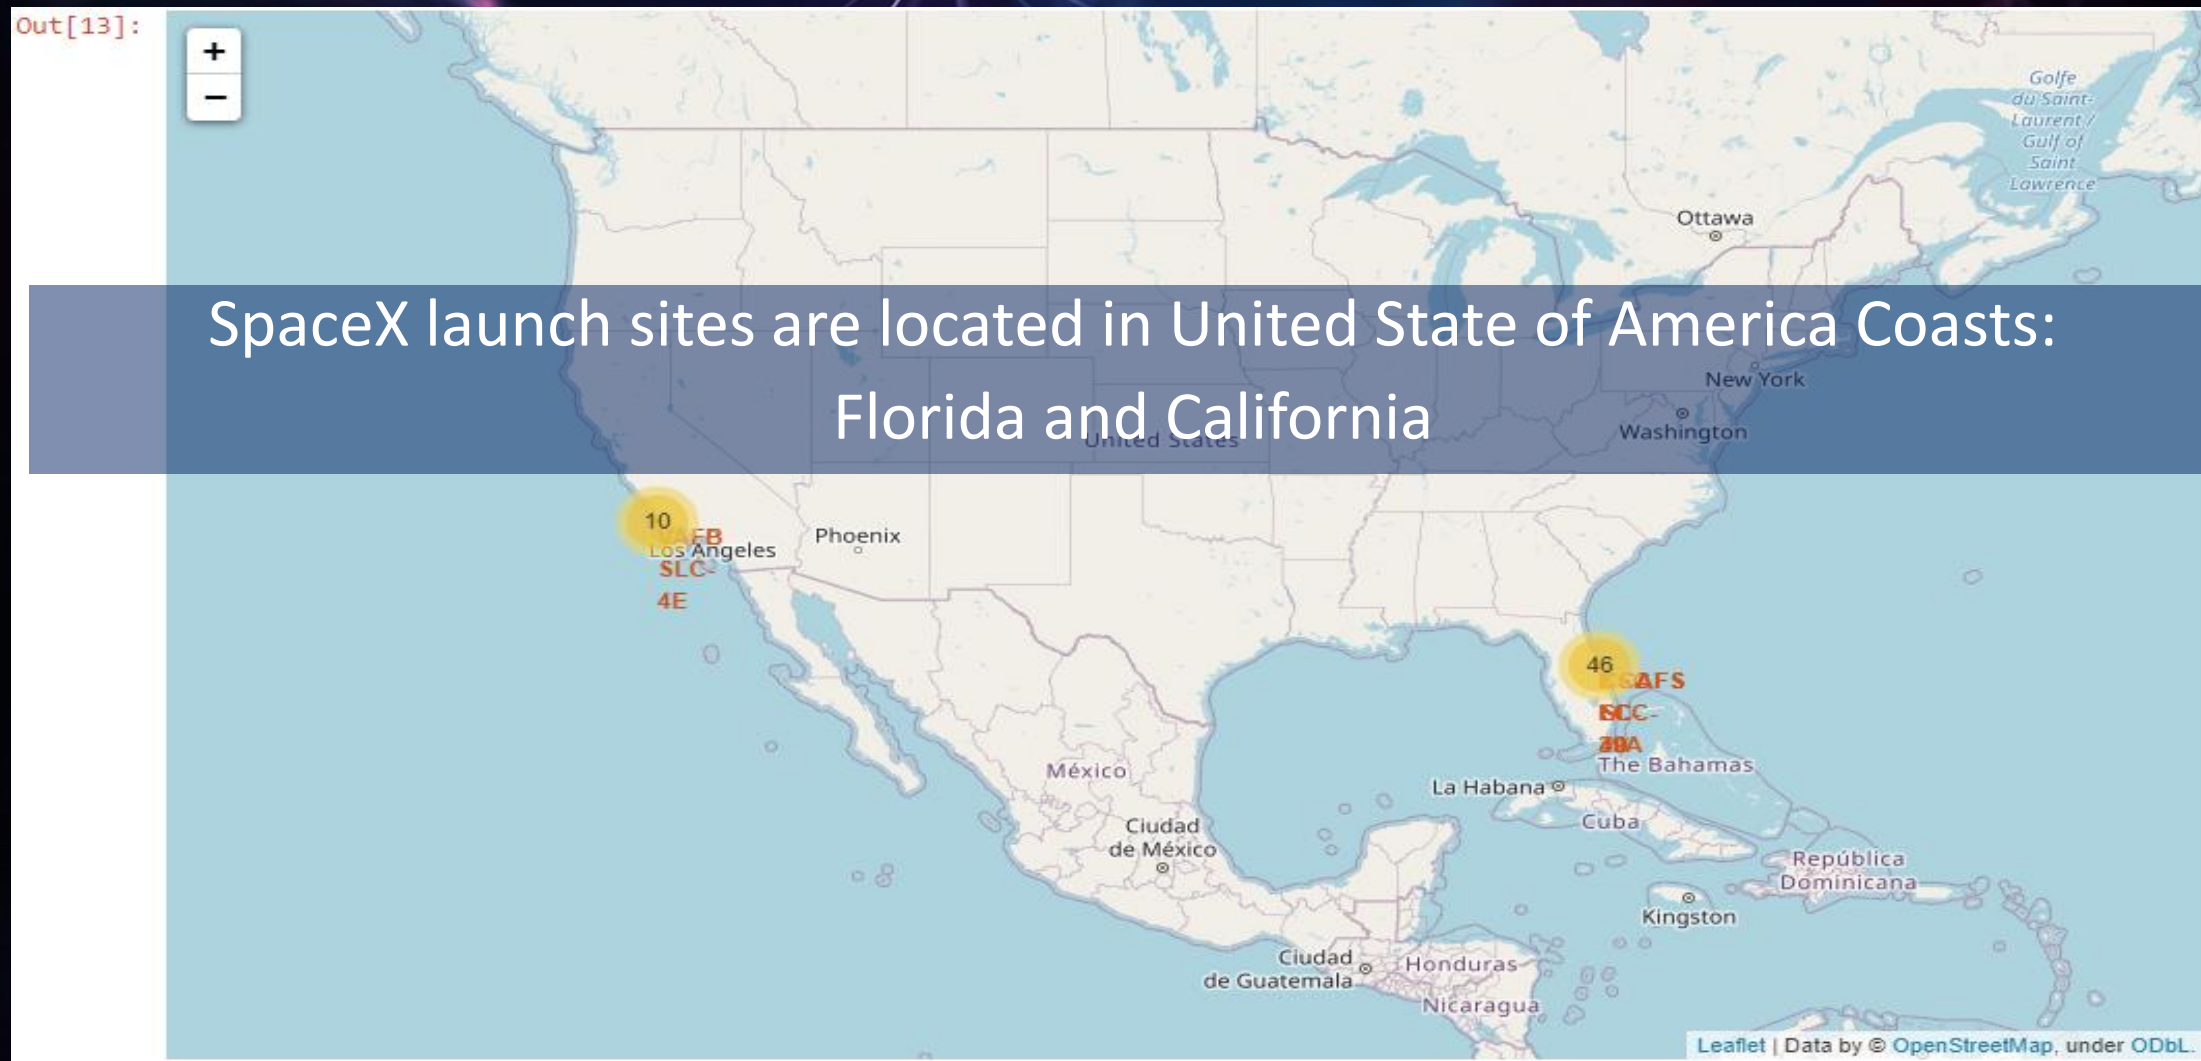 Out[13]:
+
−
Golfe
du Saint-
Laurent /
Gulf of
Saint
Lawrence
Ottawa
SpaceX launch sites are located in United State of America Coasts:
Florida and California
New York
Washington
United States
10
VAFB
Los Angeles
SLC-
4E
Phoenix
46
The Bahamas
México
La Habana
Cuba
Ciudad
de México
República
Dominicana
Kingston
Ciudad
de Guatemala
Honduras
Nicaragua
Leaflet | Data by © OpenStreetMap, under ODbL.